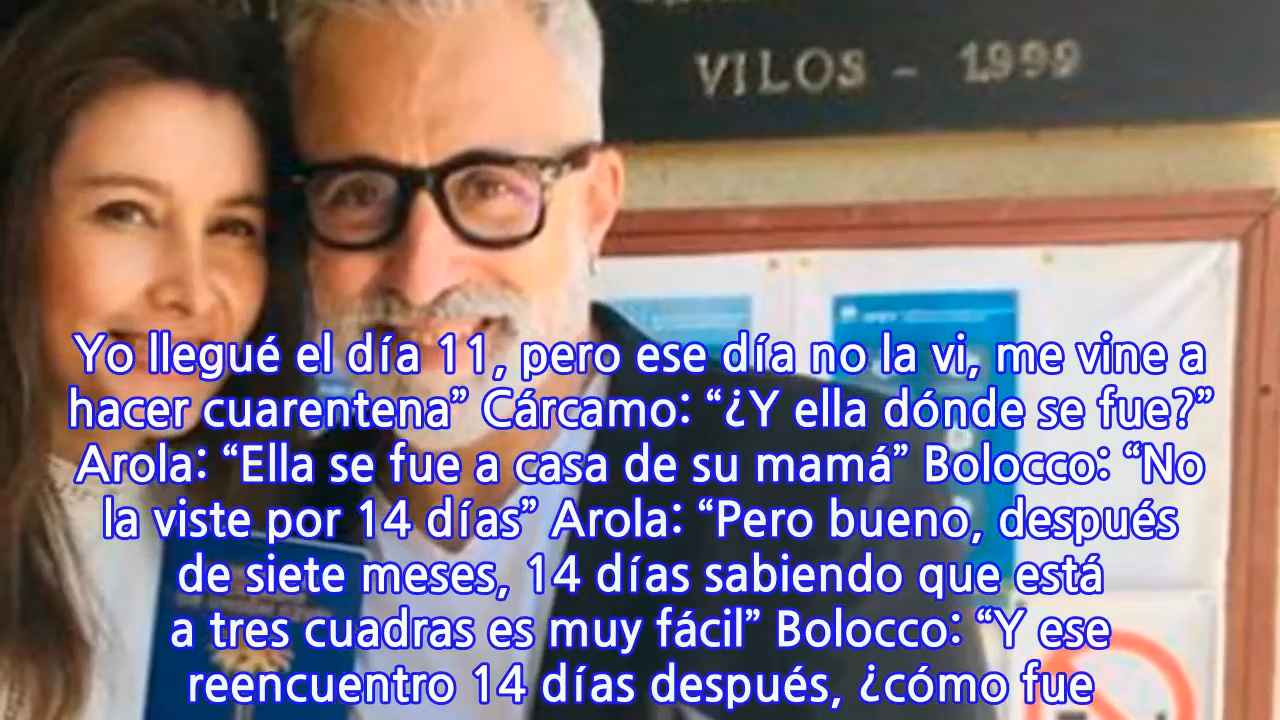 VILOS - 1999
Yo llegué el día 11, pero ese día no la vi, me vine a
hacer cuarentena” Cárcamo: “¿Y ella dónde se fue?”
Arola: “Ella se fue a casa de su mamá” Bolocco: “No
la viste por 14 días” Arola: “Pero bueno, después
de siete meses, 14 días sabiendo que está
a tres cuadras es muy fácil” Bolocco: “Y ese
reencuentro 14 días después, ¿cómo fue